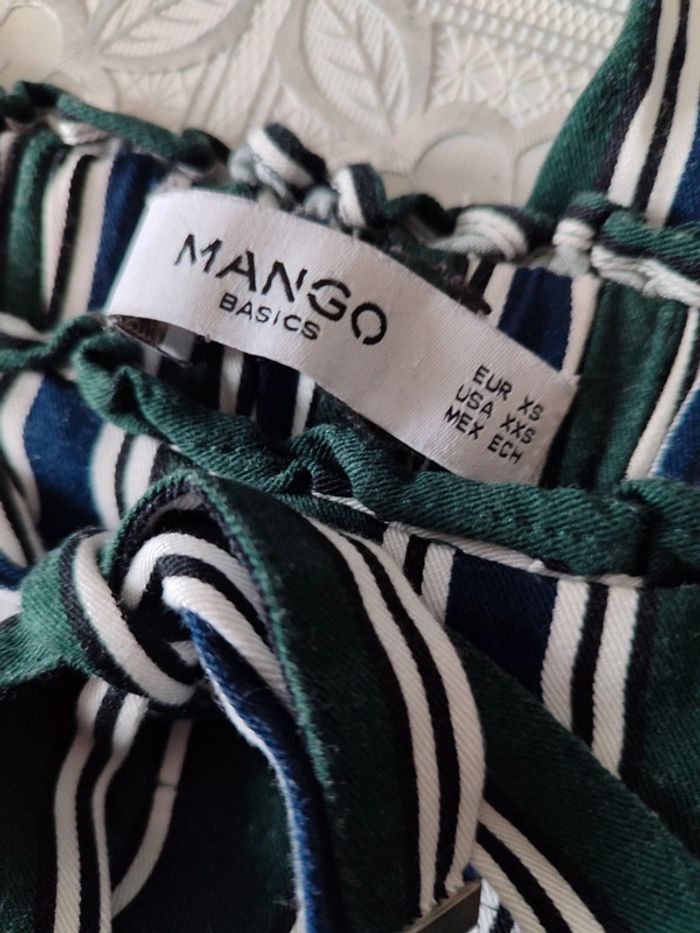 MANGO
BASICS
EUR XS
USA XXS
MEX ECH